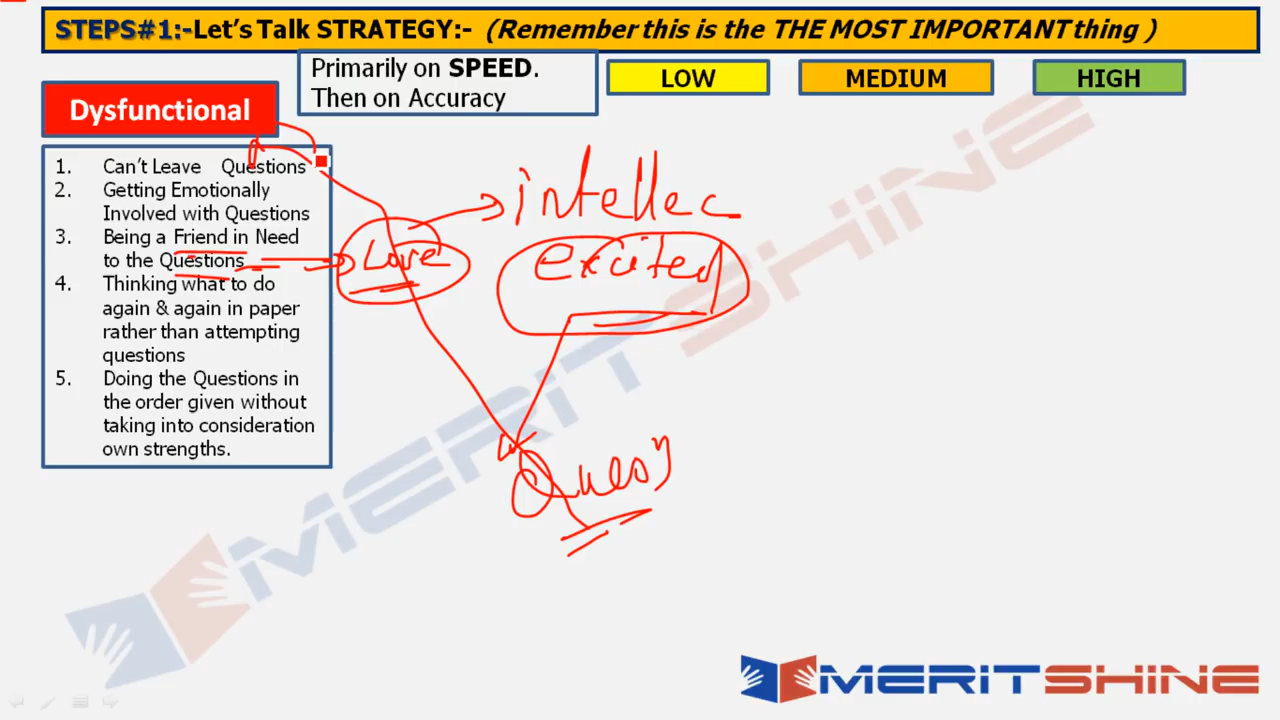 STEPS#1:-Let's Talk STRATEGY:- (Remember this is the THE MOST IMPORTANT thing )
Primarily on SPEED.
Then on Accuracy
LOW
MEDIUM
HIGH
Dysfunctional
1. Can't Leave Questions
2. Getting Emotionally
Involved with Questions
3. Being a Friend in Need
to the Questions
4. Thinking what to do
again & again in paper
rather than attempting
questions
5. Doing the Questions in
the order given without
taking into consideration
own strengths.
intellec
Love
excited
MERITSHINE
MERITSHINE